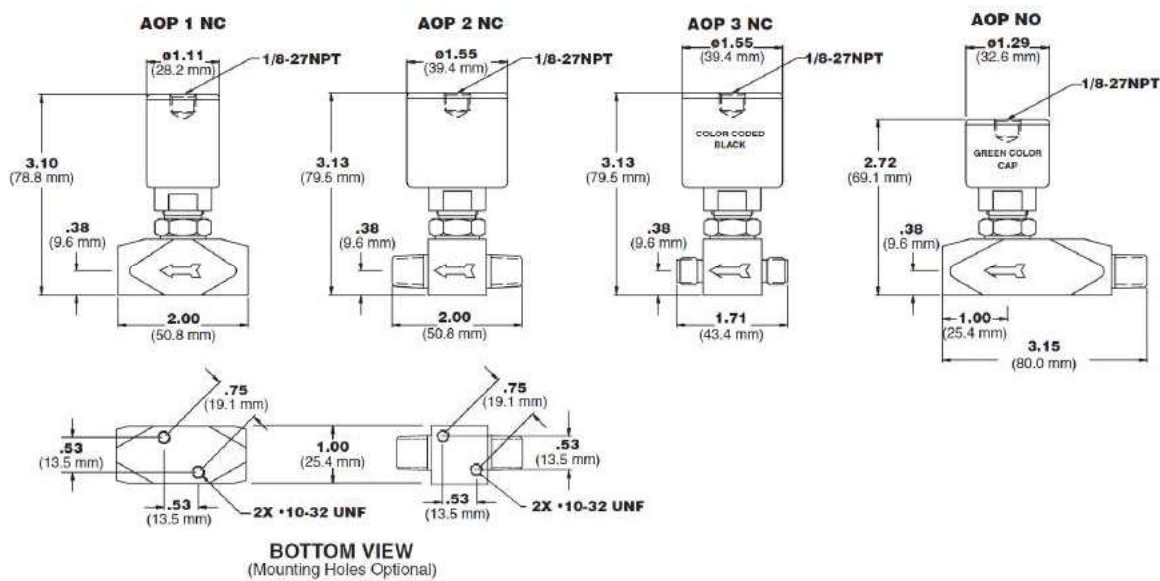 AOP 1 NC
ø1.11
(28.2 mm)
1/8-27NPT
3.10
(78.8 mm)
.38
(9.6 mm)
2.00
(50.8 mm)
AOP 2 NC
ø1.55
(39.4 mm)
1/8-27NPT
3.13
(79.5 mm)
.38
(9.6 mm)
2.00
(50.8 mm)
AOP 3 NC
ø1.55
(39.4 mm)
1/8-27NPT
COLOR CODED
BLACK
3.13
(79.5 mm)
.38
(9.6 mm)
1.71
(43.4 mm)
AOP NO
ø1.29
(32.6 mm)
1/8-27NPT
GREEN COLOR
CAP
2.72
(69.1 mm)
.38
(9.6 mm)
1.00
(25.4 mm)
3.15
(80.0 mm)
.75
(19.1 mm)
.53
(13.5 mm)
.53
(13.5 mm)
2X •10-32 UNF
1.00
(25.4 mm)
.75
(19.1 mm)
.53
(13.5 mm)
.53
(13.5 mm)
2X •10-32 UNF
BOTTOM VIEW
(Mounting Holes Optional)